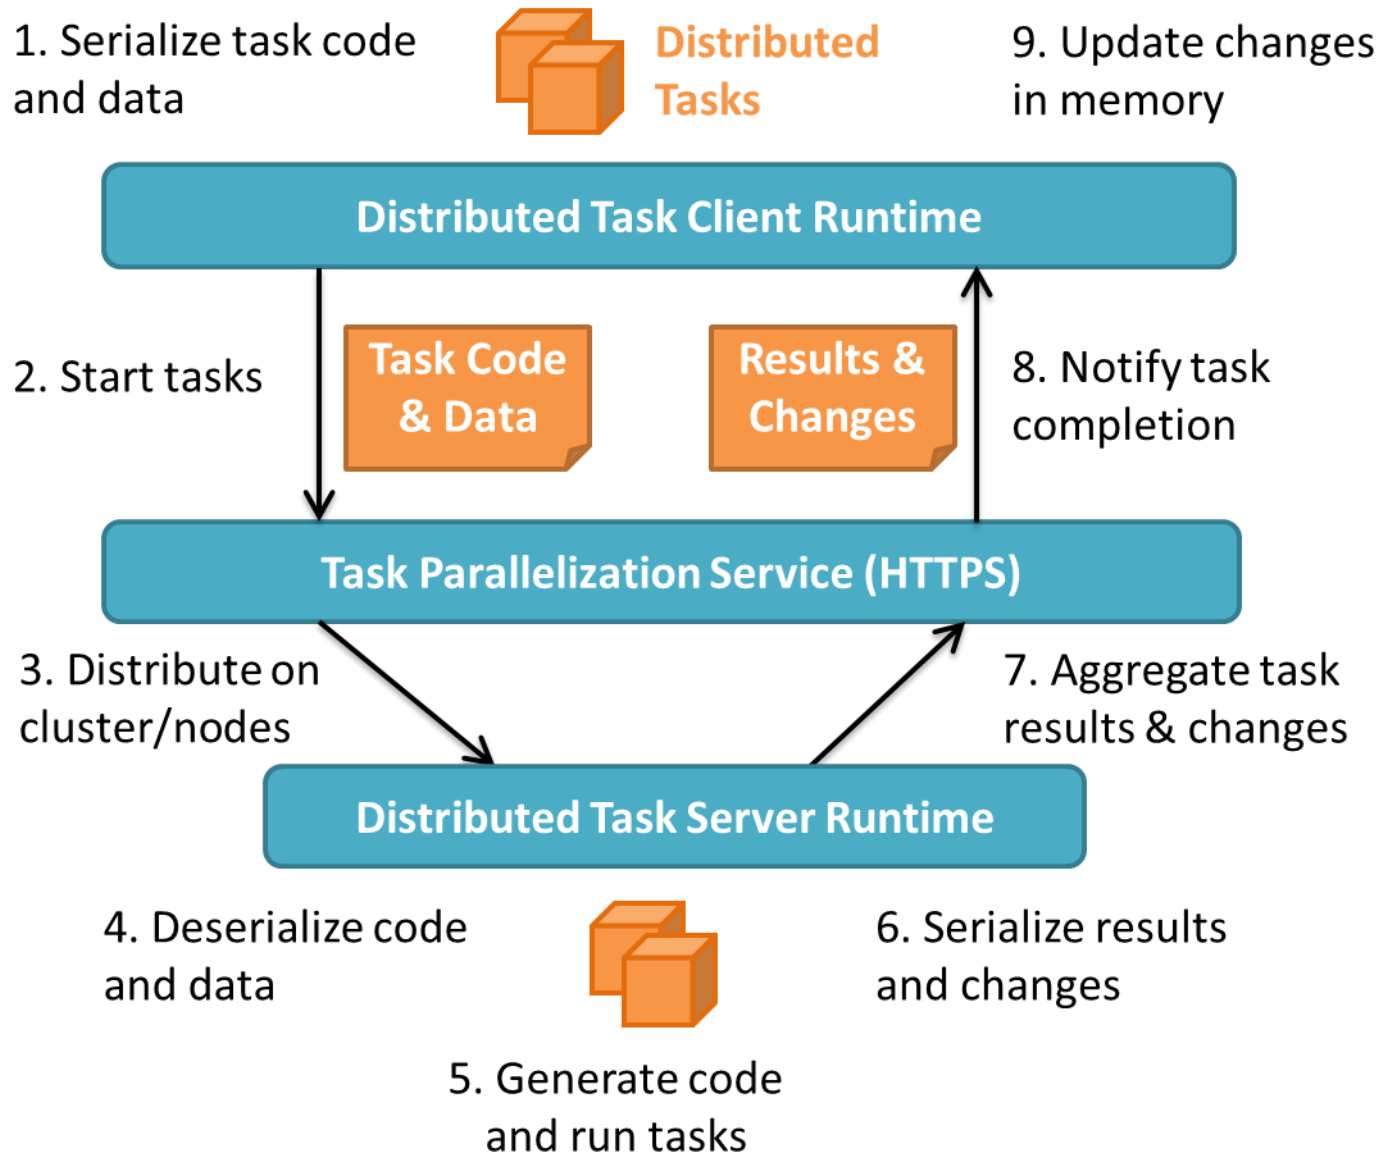 1. Serialize task code
and data
Distributed
Tasks
9. Update changes
in memory
Distributed Task Client Runtime
2. Start tasks
Task Code
& Data
Results &
Changes
8. Notify task
completion
Task Parallelization Service (HTTPS)
3. Distribute on
cluster/nodes
7. Aggregate task
results & changes
Distributed Task Server Runtime
4. Deserialize code
and data
6. Serialize results
and changes
5. Generate code
and run tasks